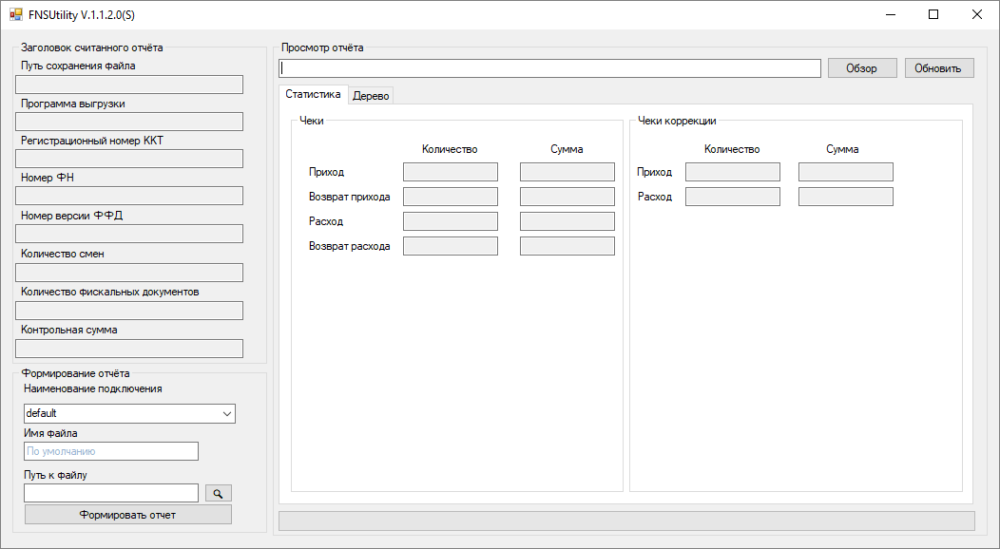 FNSUtility V.1.1.2.0(S)
Заголовок считанного отчёта
Путь сохранения файла
Программа выгрузки
Регистрационный номер ККТ
Номер ФН
Номер версии ФФД
Количество смен
Количество фискальных документов
Контрольная сумма
Формирование отчёта
Наименование подключения
default
Имя файла
По умолчанию
Путь к файлу
Формировать отчет
Просмотр отчёта
Обзор Обновить
Статистика Дерево
Чеки
Количество Сумма
Приход
Возврат прихода
Расход
Возврат расхода
Чеки коррекции
Количество Сумма
Приход
Расход